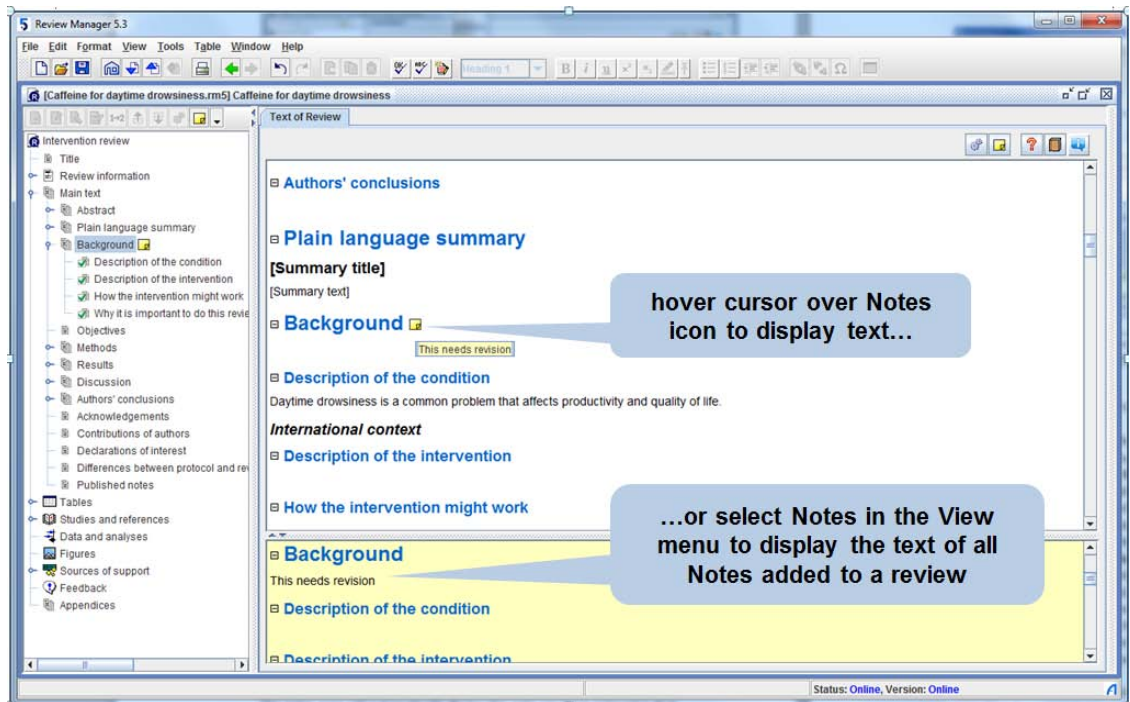 Review Manager 5.3
File Edit Format View Tools Table Window Help
Heading 1
[Caffeine for daytime drowsiness.rm5] Caffeine for daytime drowsiness
Text of Review
Intervention review
Title
Review information
Main text
Abstract
Plain language summary
Background
Description of the condition
Description of the intervention
How the intervention might work
Why it is important to do this revie
Objectives
Methods
Results
Discussion
Authors' conclusions
Acknowledgements
Contributions of authors
Declarations of interest
Differences between protocol and rev
Published notes
Tables
Studies and references
Data and analyses
Figures
Sources of support
Feedback
Appendices
Authors' conclusions
Plain language summary
[Summary title]
[Summary text]
Background
This needs revision
Description of the condition
Daytime drowsiness is a common problem that affects productivity and quality of life.
International context
Description of the intervention
How the intervention might work
hover cursor over Notes
icon to display text…
Background
This needs revision
Description of the condition
Description of the intervention
…or select Notes in the View
menu to display the text of all
Notes added to a review
Status: Online, Version: Online